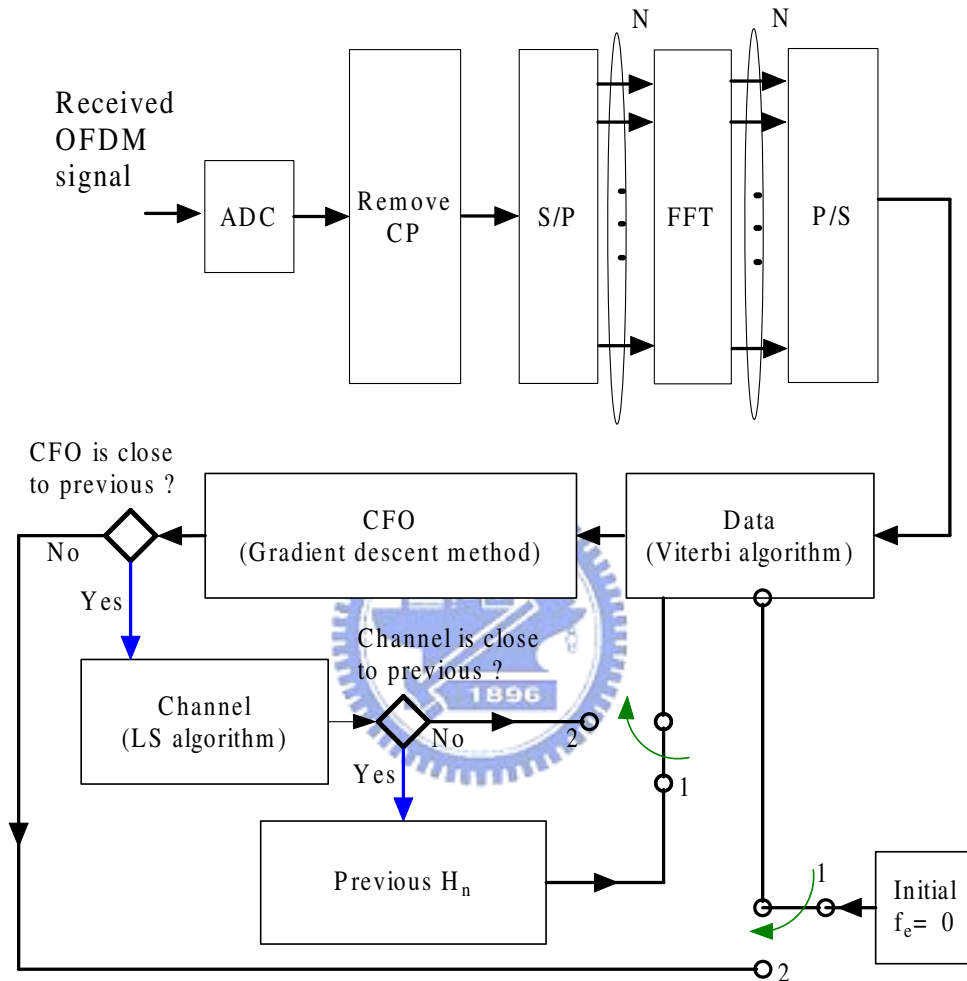 N
N
Received
OFDM
signal
ADC
Remove
CP
S/P
FFT
P/S
CFO is close
to previous ?
No
Yes
CFO
(Gradient descent method)
Data
(Viterbi algorithm)
Channel is close
to previous ?
1896
Channel
(LS algorithm)
No
2
Yes
1
Previous Hn
1
Initial
fe= 0
2